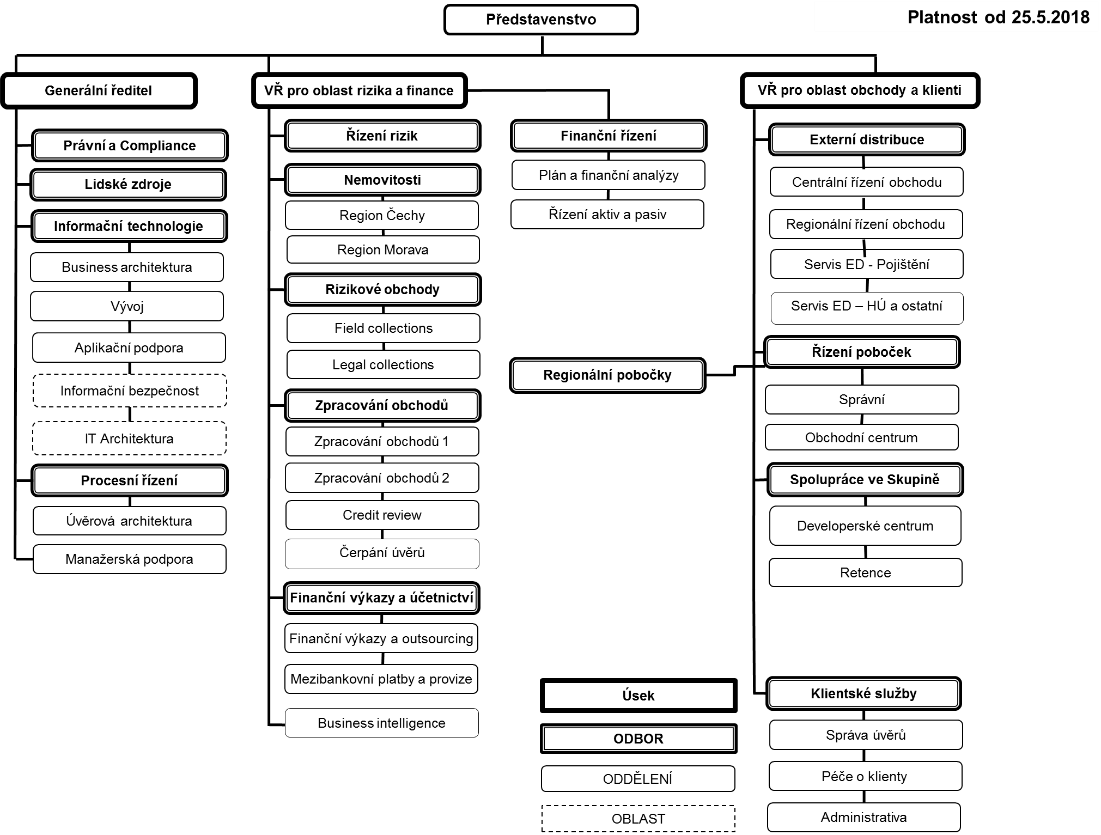 Představenstvo
Platnost od 25.5.2018
Generální ředitel
Právní a Compliance
Lidské zdroje
Informační technologie
Business architektura
Vývoj
Aplikační podpora
Informační bezpečnost
IT Architektura
Procesní řízení
Úvěrová architektura
Manažerská podpora
VŘ pro oblast rizika a finance
Řízení rizik
Nemovitosti
Region Čechy
Region Morava
Rizikové obchody
Field collections
Legal collections
Zpracování obchodů
Zpracování obchodů 1
Zpracování obchodů 2
Credit review
Čerpání úvěrů
Finanční výkazy a účetnictví
Finanční výkazy a outsourcing
Mezibankovní platby a provize
Business intelligence
Finanční řízení
Plán a finanční analýzy
Řízení aktiv a pasiv
VŘ pro oblast obchody a klienti
Externí distribuce
Centrální řízení obchodu
Regionální řízení obchodu
Servis ED - Pojištění
Servis ED – HÚ a ostatní
Řízení poboček
Regionální pobočky
Správní
Obchodní centrum
Spolupráce ve Skupině
Developerské centrum
Retence
Klientské služby
Správa úvěrů
Péče o klienty
Administrativa
Úsek
ODBOR
ODDĚLENÍ
OBLAST